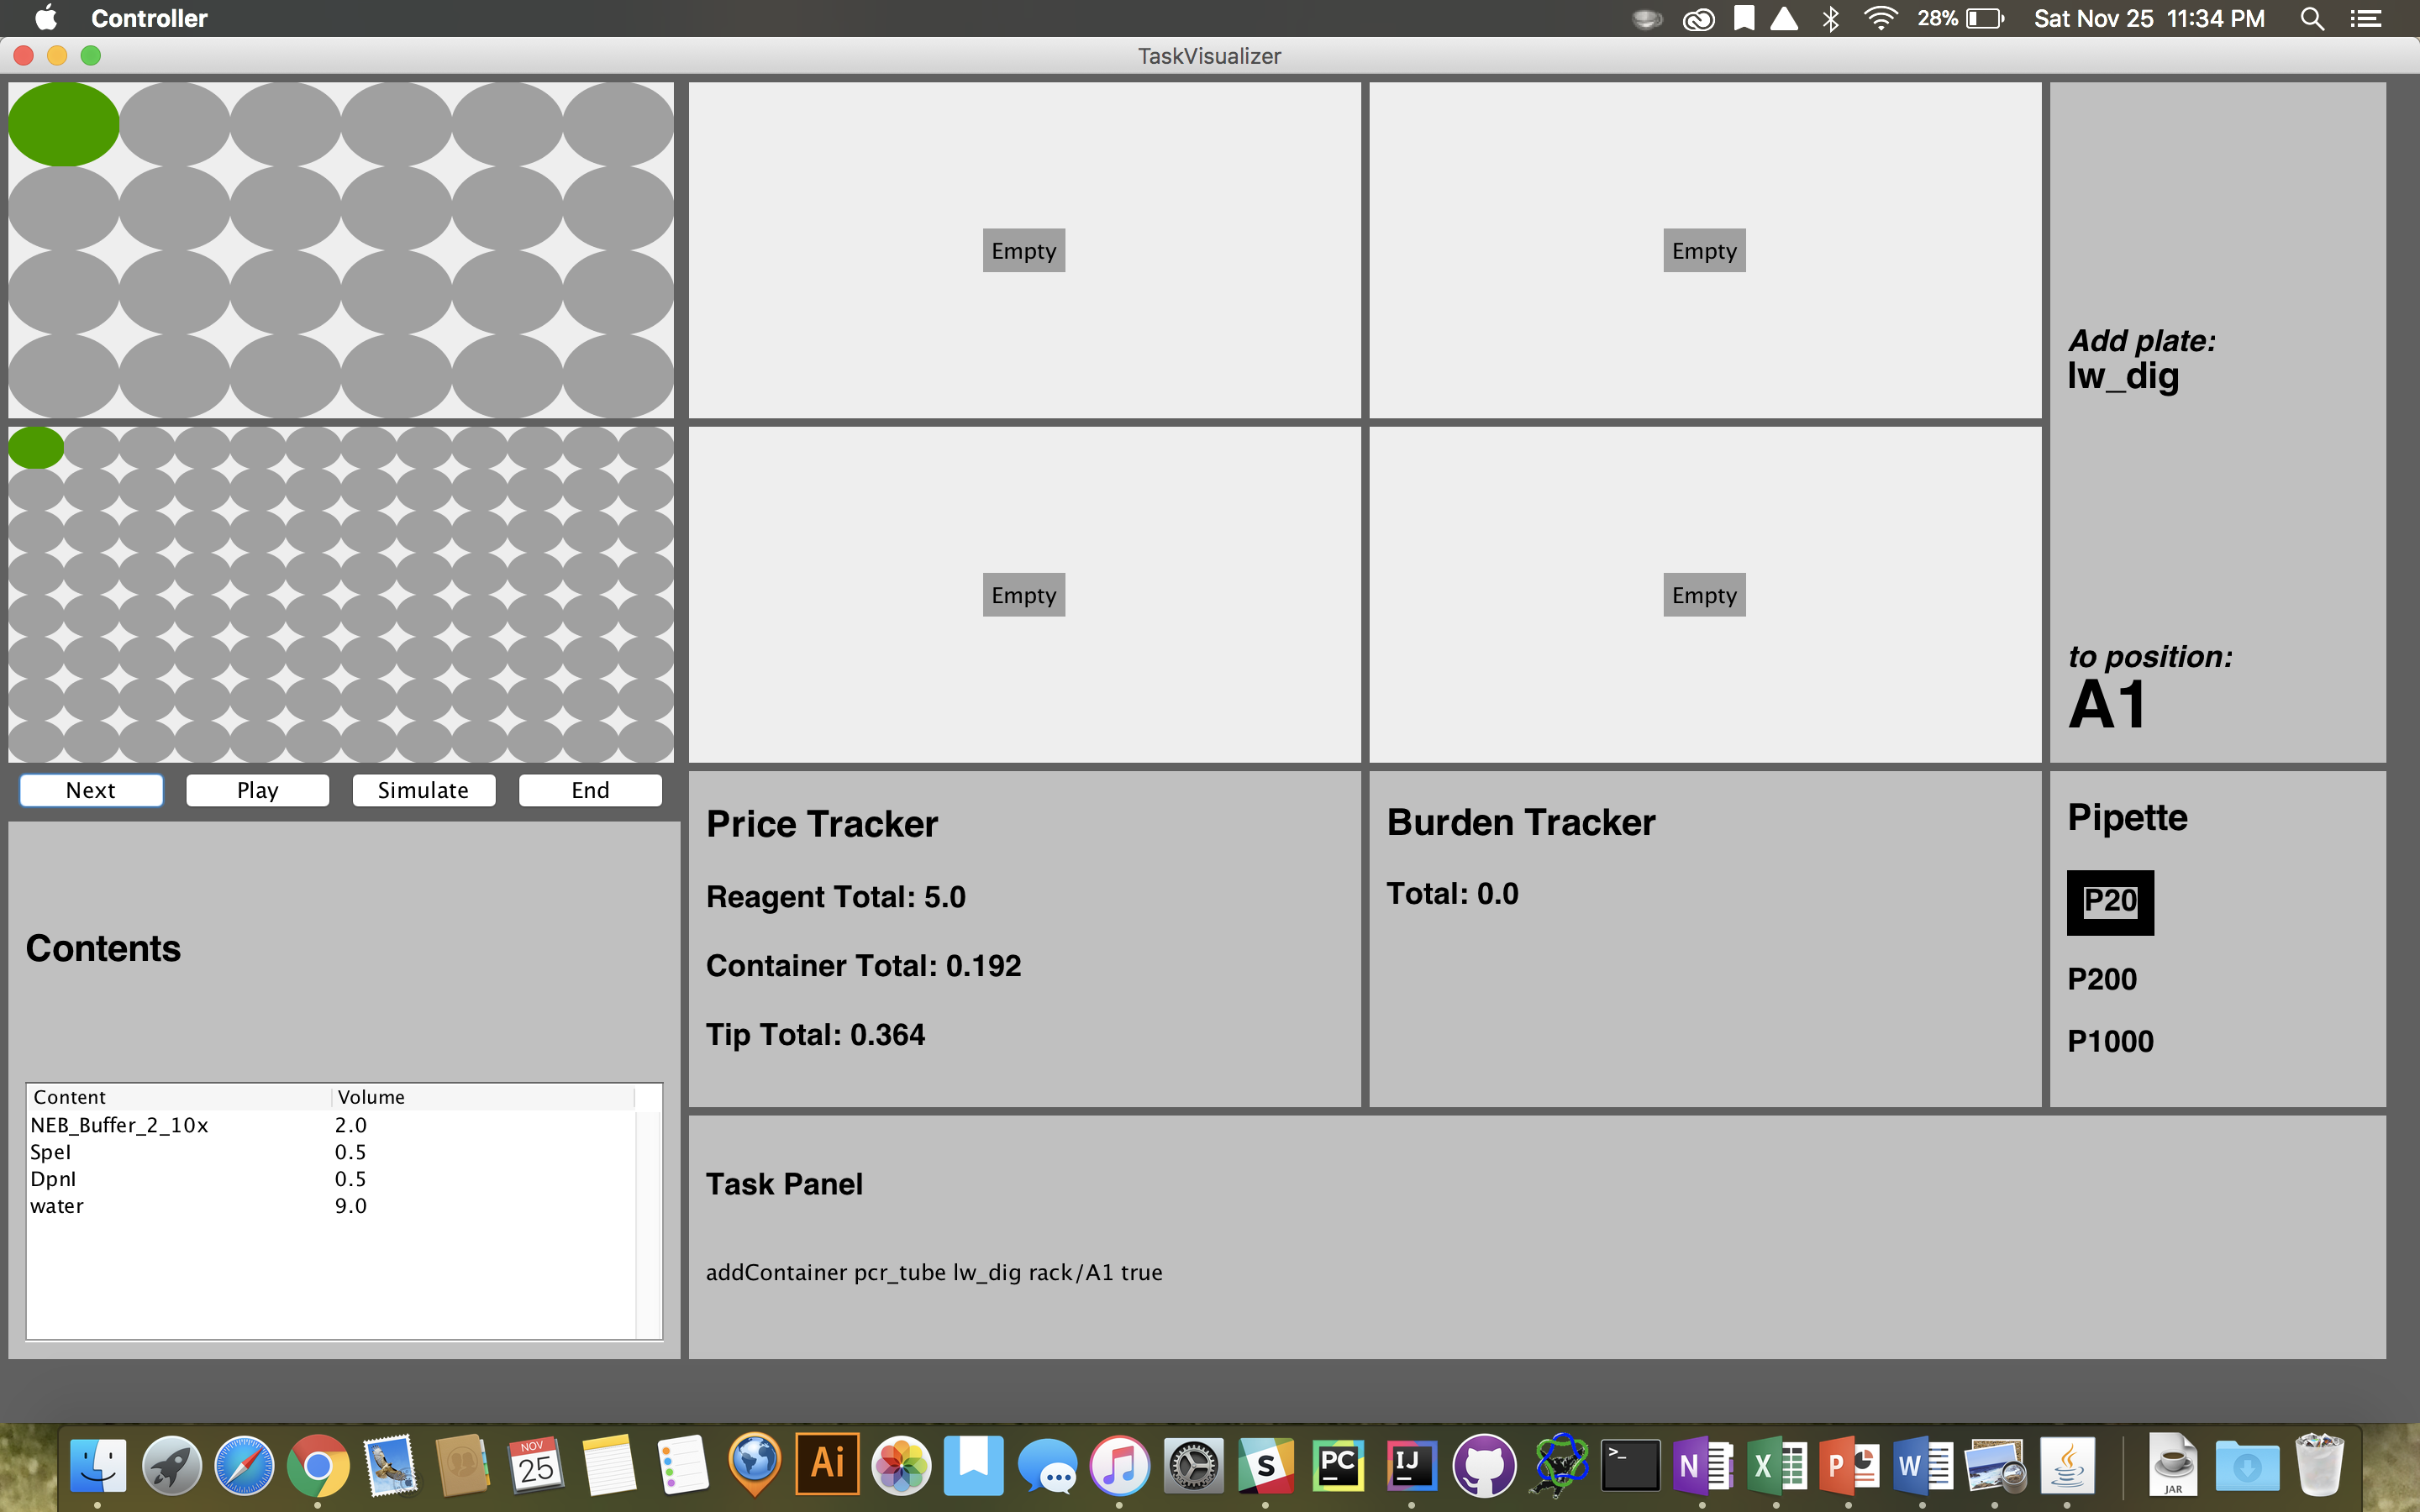 Controller
28%
Sat Nov 25 11:34 PM
TaskVisualizer
Empty
Empty
Add plate:
lw_dig
Empty
Empty
to position:
A1
Next
Play
Simulate
End
Price Tracker
Reagent Total: 5.0
Container Total: 0.192
Tip Total: 0.364
Burden Tracker
Total: 0.0
Pipette
P20
P200
P1000
Contents
Content Volume
NEB_Buffer_2_10x 2.0
SpeI 0.5
DpnI 0.5
water 9.0
Task Panel
addContainer pcr_tube lw_dig rack/A1 true
NOV
25
Ai
S
PC
IJ
>_
N
X
P
W
JAR